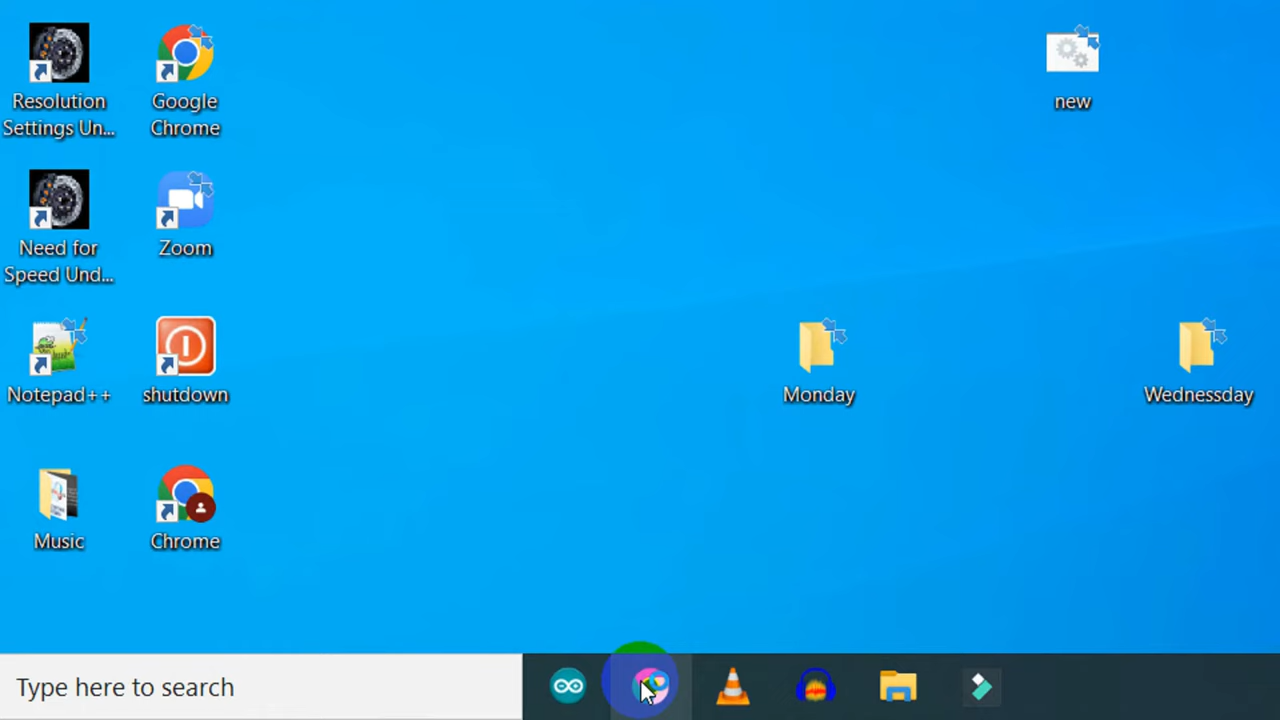 Resolution
Settings Un...
Google
Chrome
new
Need for
Speed Und...
Zoom
Notepad++
shutdown
Monday
Wednessday
Music
Chrome
Type here to search